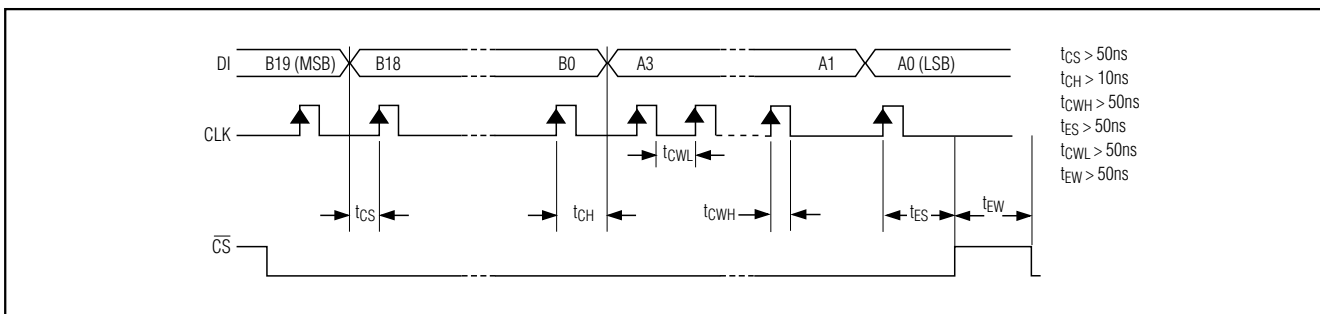 DI B19 (MSB) B18 B0 A3 A1 A0 (LSB)
CLK
tCWL
tCS tCH tCWH tES tEW
CS
tCS > 50ns
tCH > 10ns
tCWH > 50ns
tES > 50ns
tCWL > 50ns
tEW > 50ns